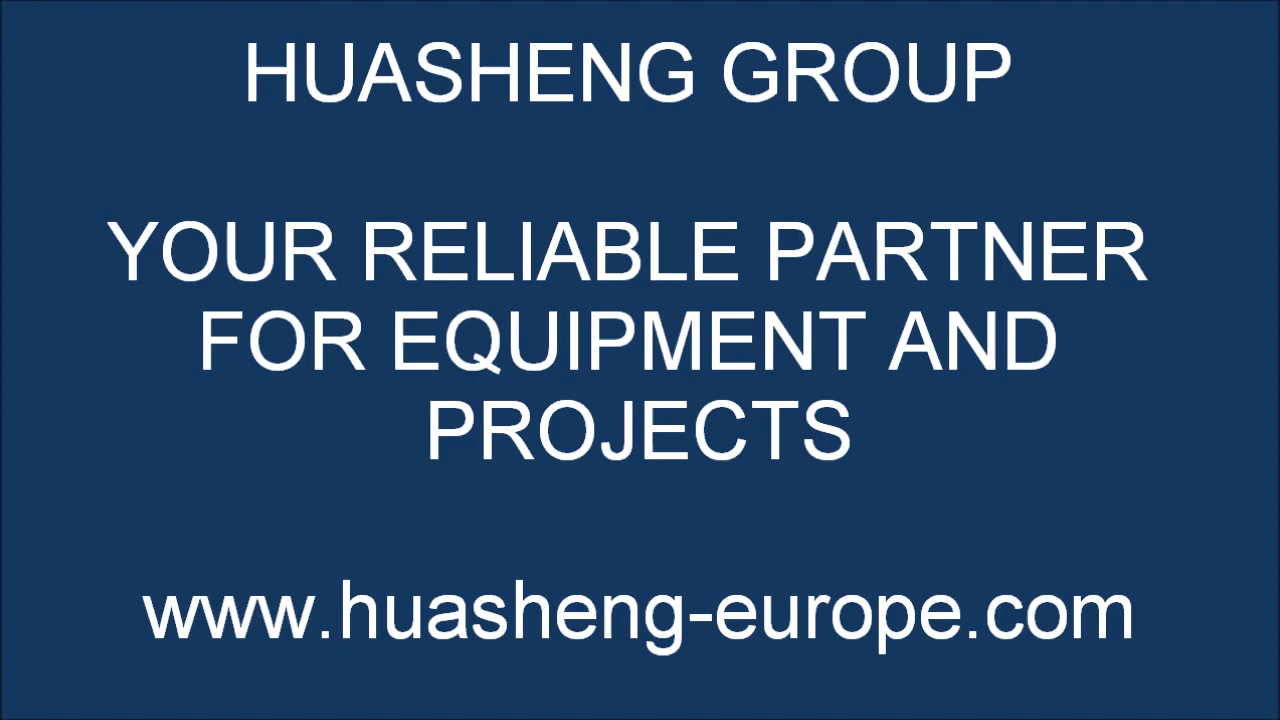 HUASHENG GROUP
YOUR RELIABLE PARTNER
FOR EQUIPMENT AND
PROJECTS
www.huasheng-europe.com